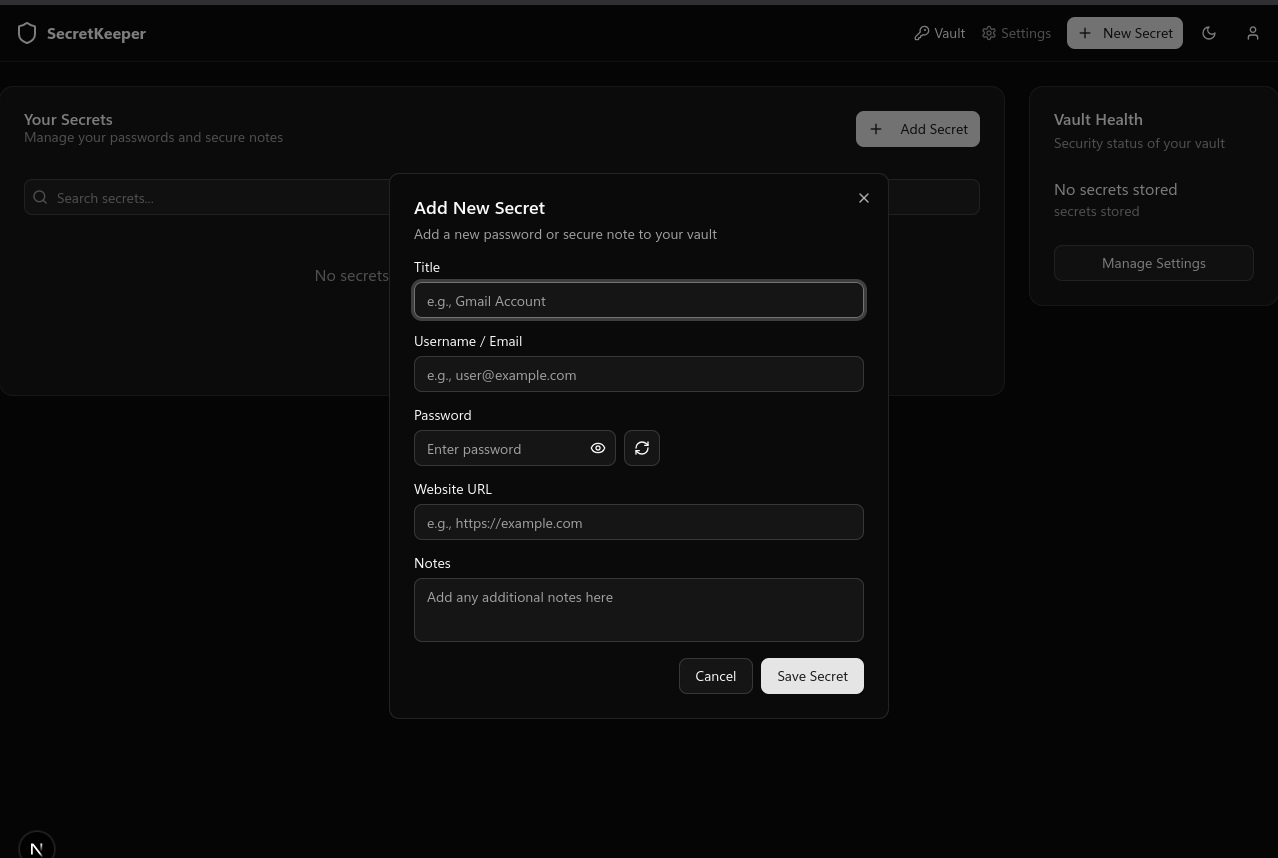 SecretKeeper
Vault
Settings
New Secret
Your Secrets
Manage your passwords and secure notes
Add Secret
Search secrets...
No secrets
Vault Health
Security status of your vault
No secrets stored
secrets stored
Manage Settings
Add New Secret
Add a new password or secure note to your vault
Title
e.g., Gmail Account
Username / Email
e.g., user@example.com
Password
Enter password
Website URL
e.g., https://example.com
Notes
Add any additional notes here
Cancel
Save Secret
N